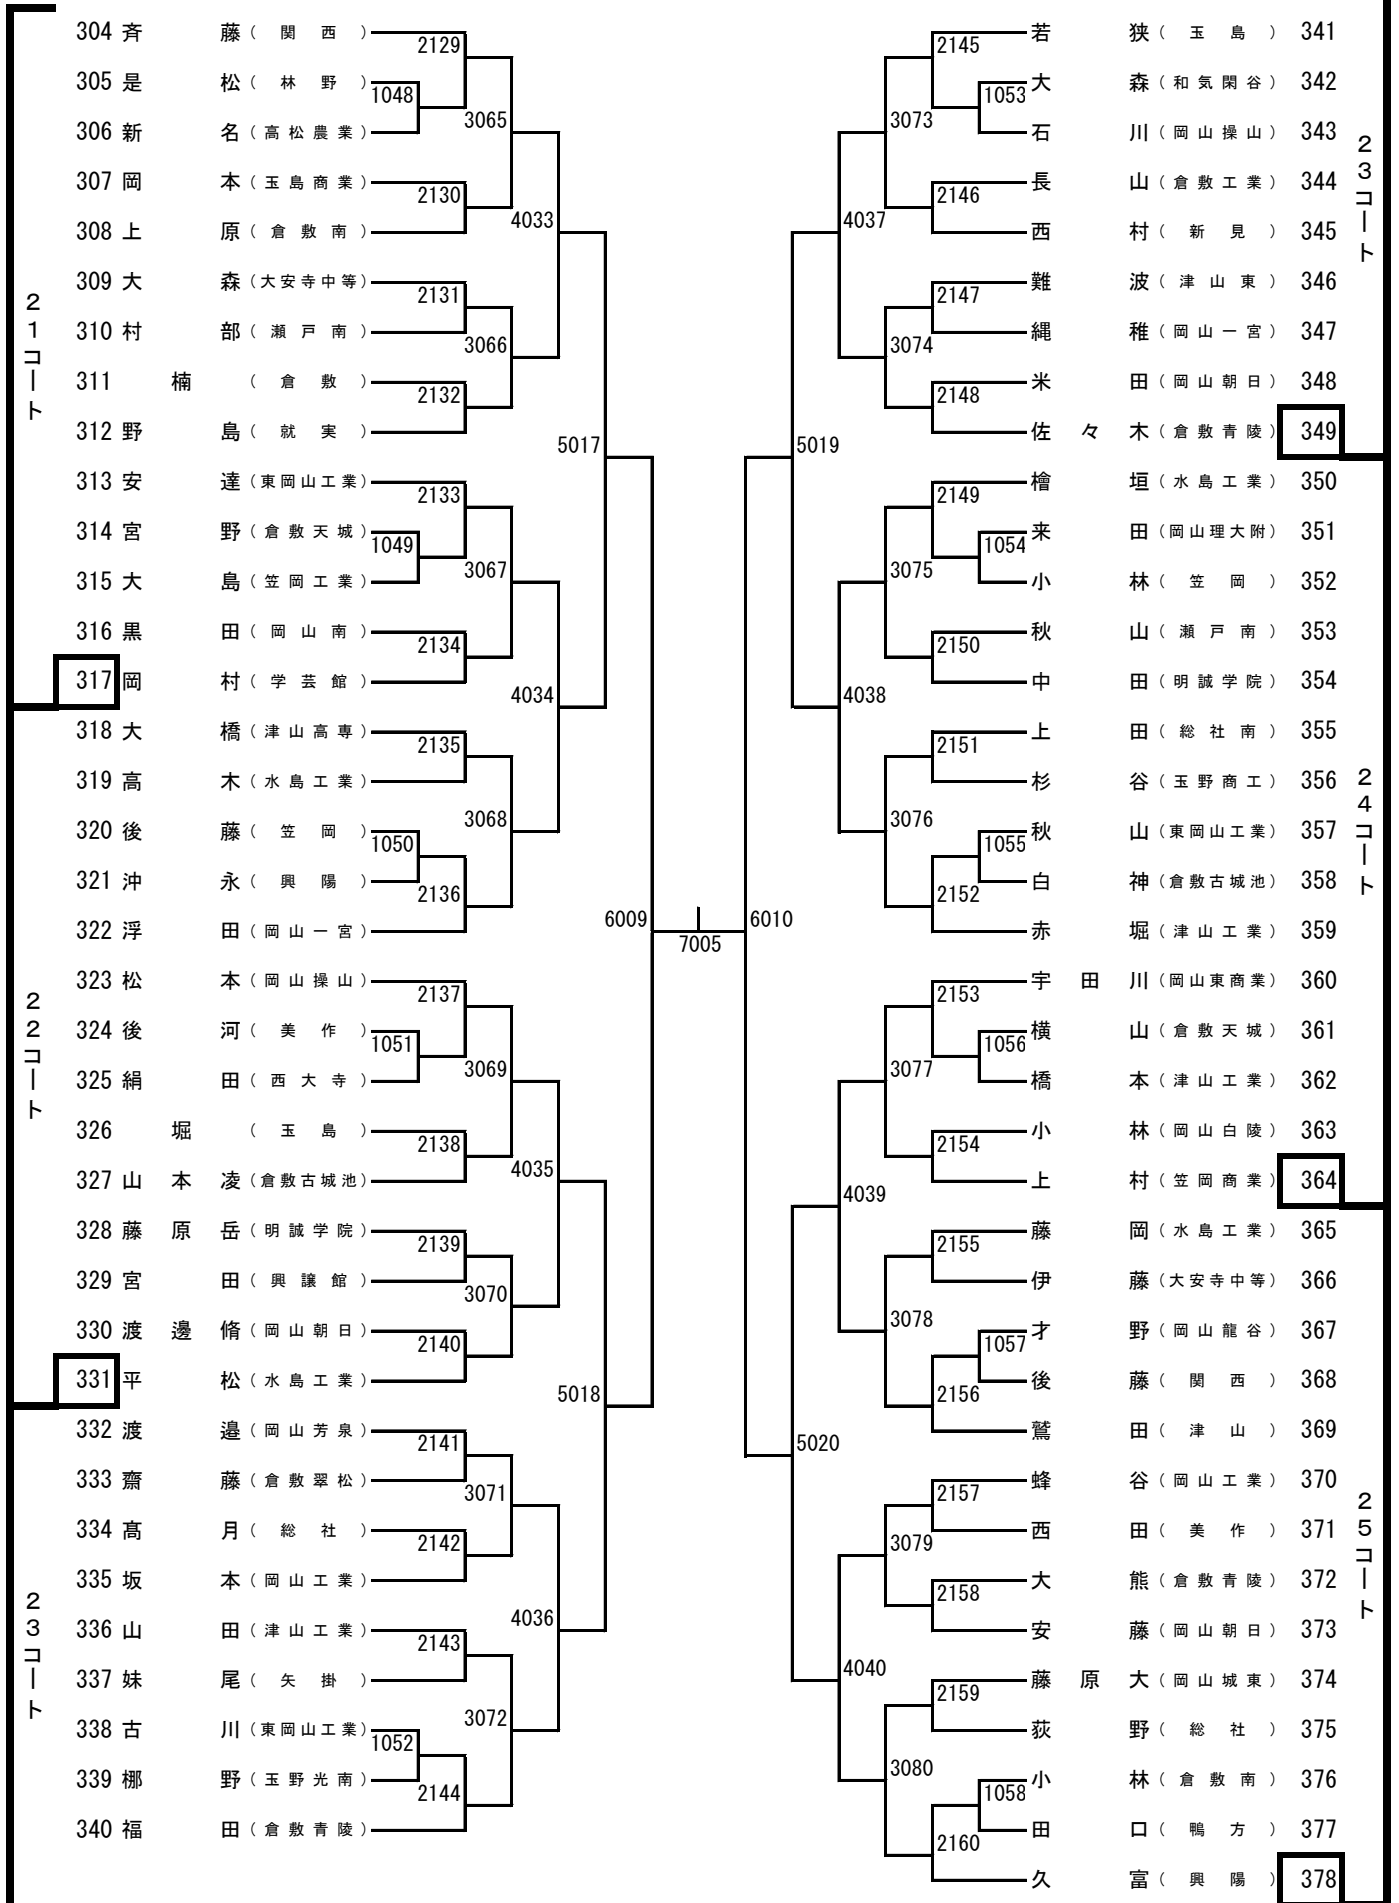 21コート
304 斉藤（関西）
2129
305 是松（林野）
1048
306 新名（高松農業）
3065
307 岡本（玉島商業）
2130
308 上原（倉敷南）
4033
309 大森（大安寺中等）
2131
310 村部（瀬戸南）
3066
311 楠（倉敷）
2132
312 野島（就実）
5017
313 安達（東岡山工業）
2133
314 宮野（倉敷天城）
1049
315 大島（笠岡工業）
3067
316 黒田（岡山南）
2134
317 岡村（学芸館）
4034
22コート
318 大橋（津山高専）
2135
319 高木（水島工業）
3068
320 後藤（笠岡）
1050
321 沖永（興陽）
2136
322 浮田（岡山一宮）
6009
7005
323 松本（岡山操山）
2137
324 後河（美作）
1051
325 絹田（西大寺）
3069
326 堀（玉島）
2138
327 山本凌（倉敷古城池）
4035
328 藤原岳（明誠学院）
2139
329 宮田（興譲館）
3070
330 渡邊脩（岡山朝日）
2140
331 平松（水島工業）
5018
23コート
332 渡邉（岡山芳泉）
2141
333 齋藤（倉敷翠松）
3071
334 髙月（総社）
2142
335 坂本（岡山工業）
4036
336 山田（津山工業）
2143
337 妹尾（矢掛）
3072
338 古川（東岡山工業）
1052
339 梛野（玉野光南）
2144
340 福田（倉敷青陵）
23コート
若狭（玉島） 341
2145
大森（和気閑谷） 342
1053
石川（岡山操山） 343
3073
長山（倉敷工業） 344
2146
西村（新見） 345
4037
難波（津山東） 346
2147
縄稚（岡山一宮） 347
3074
米田（岡山朝日） 348
2148
佐々木（倉敷青陵） 349
5019
24コート
檜垣（水島工業） 350
2149
来田（岡山理大附） 351
1054
小林（笠岡） 352
3075
秋山（瀬戸南） 353
2150
中田（明誠学院） 354
4038
上田（総社南） 355
2151
杉谷（玉野商工） 356
3076
秋山（東岡山工業） 357
1055
白神（倉敷古城池） 358
2152
赤堀（津山工業） 359
6010
宇田川（岡山東商業） 360
2153
横山（倉敷天城） 361
1056
橋本（津山工業） 362
3077
小林（岡山白陵） 363
2154
上村（笠岡商業） 364
4039
25コート
藤岡（水島工業） 365
2155
伊藤（大安寺中等） 366
3078
才野（岡山龍谷） 367
1057
後藤（関西） 368
2156
鷲田（津山） 369
5020
蜂谷（岡山工業） 370
2157
西田（美作） 371
3079
大熊（倉敷青陵） 372
2158
安藤（岡山朝日） 373
4040
藤原大（岡山城東） 374
2159
荻野（総社） 375
3080
小林（倉敷南） 376
1058
田口（鴨方） 377
2160
久富（興陽） 378